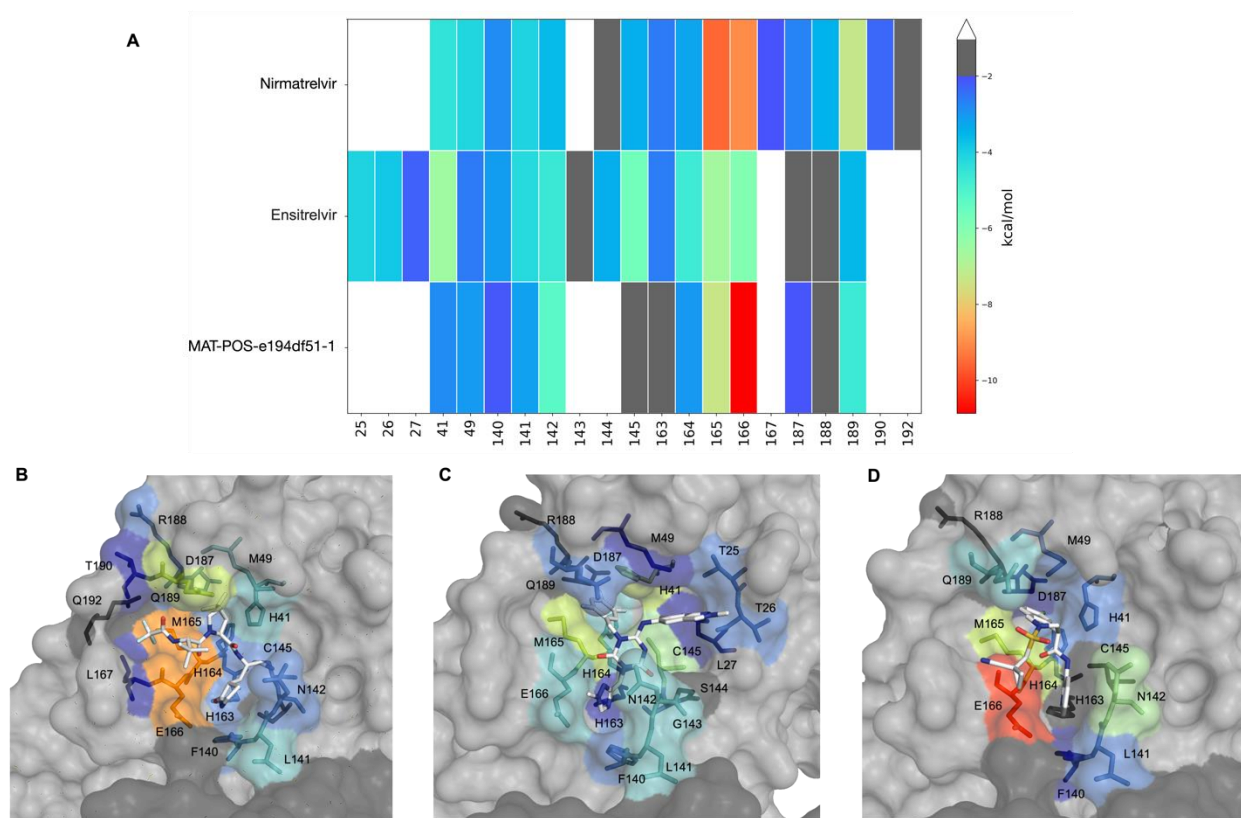 A
Nirmatrelvir
Ensitrelvir
MAT-POS-e194df51-1
25 26 27 41 49 140 141 142 143 144 145 163 164 165 166 167 187 188 189 190 192
−2
−4
−6
−8
−10
kcal/mol
B
R188
T190
D187
M49
Q192
Q189
H41
M165
C145
L167
H164
N142
H163
E166
F140
L141
C
R188
M49
D187
T25
Q189
H41
T26
M165
C145
L27
H164
E166
N142
S144
H163
G143
F140
L141
D
R188
M49
Q189
D187
H41
M165
C145
H164
N142
E166
H163
L141
F140